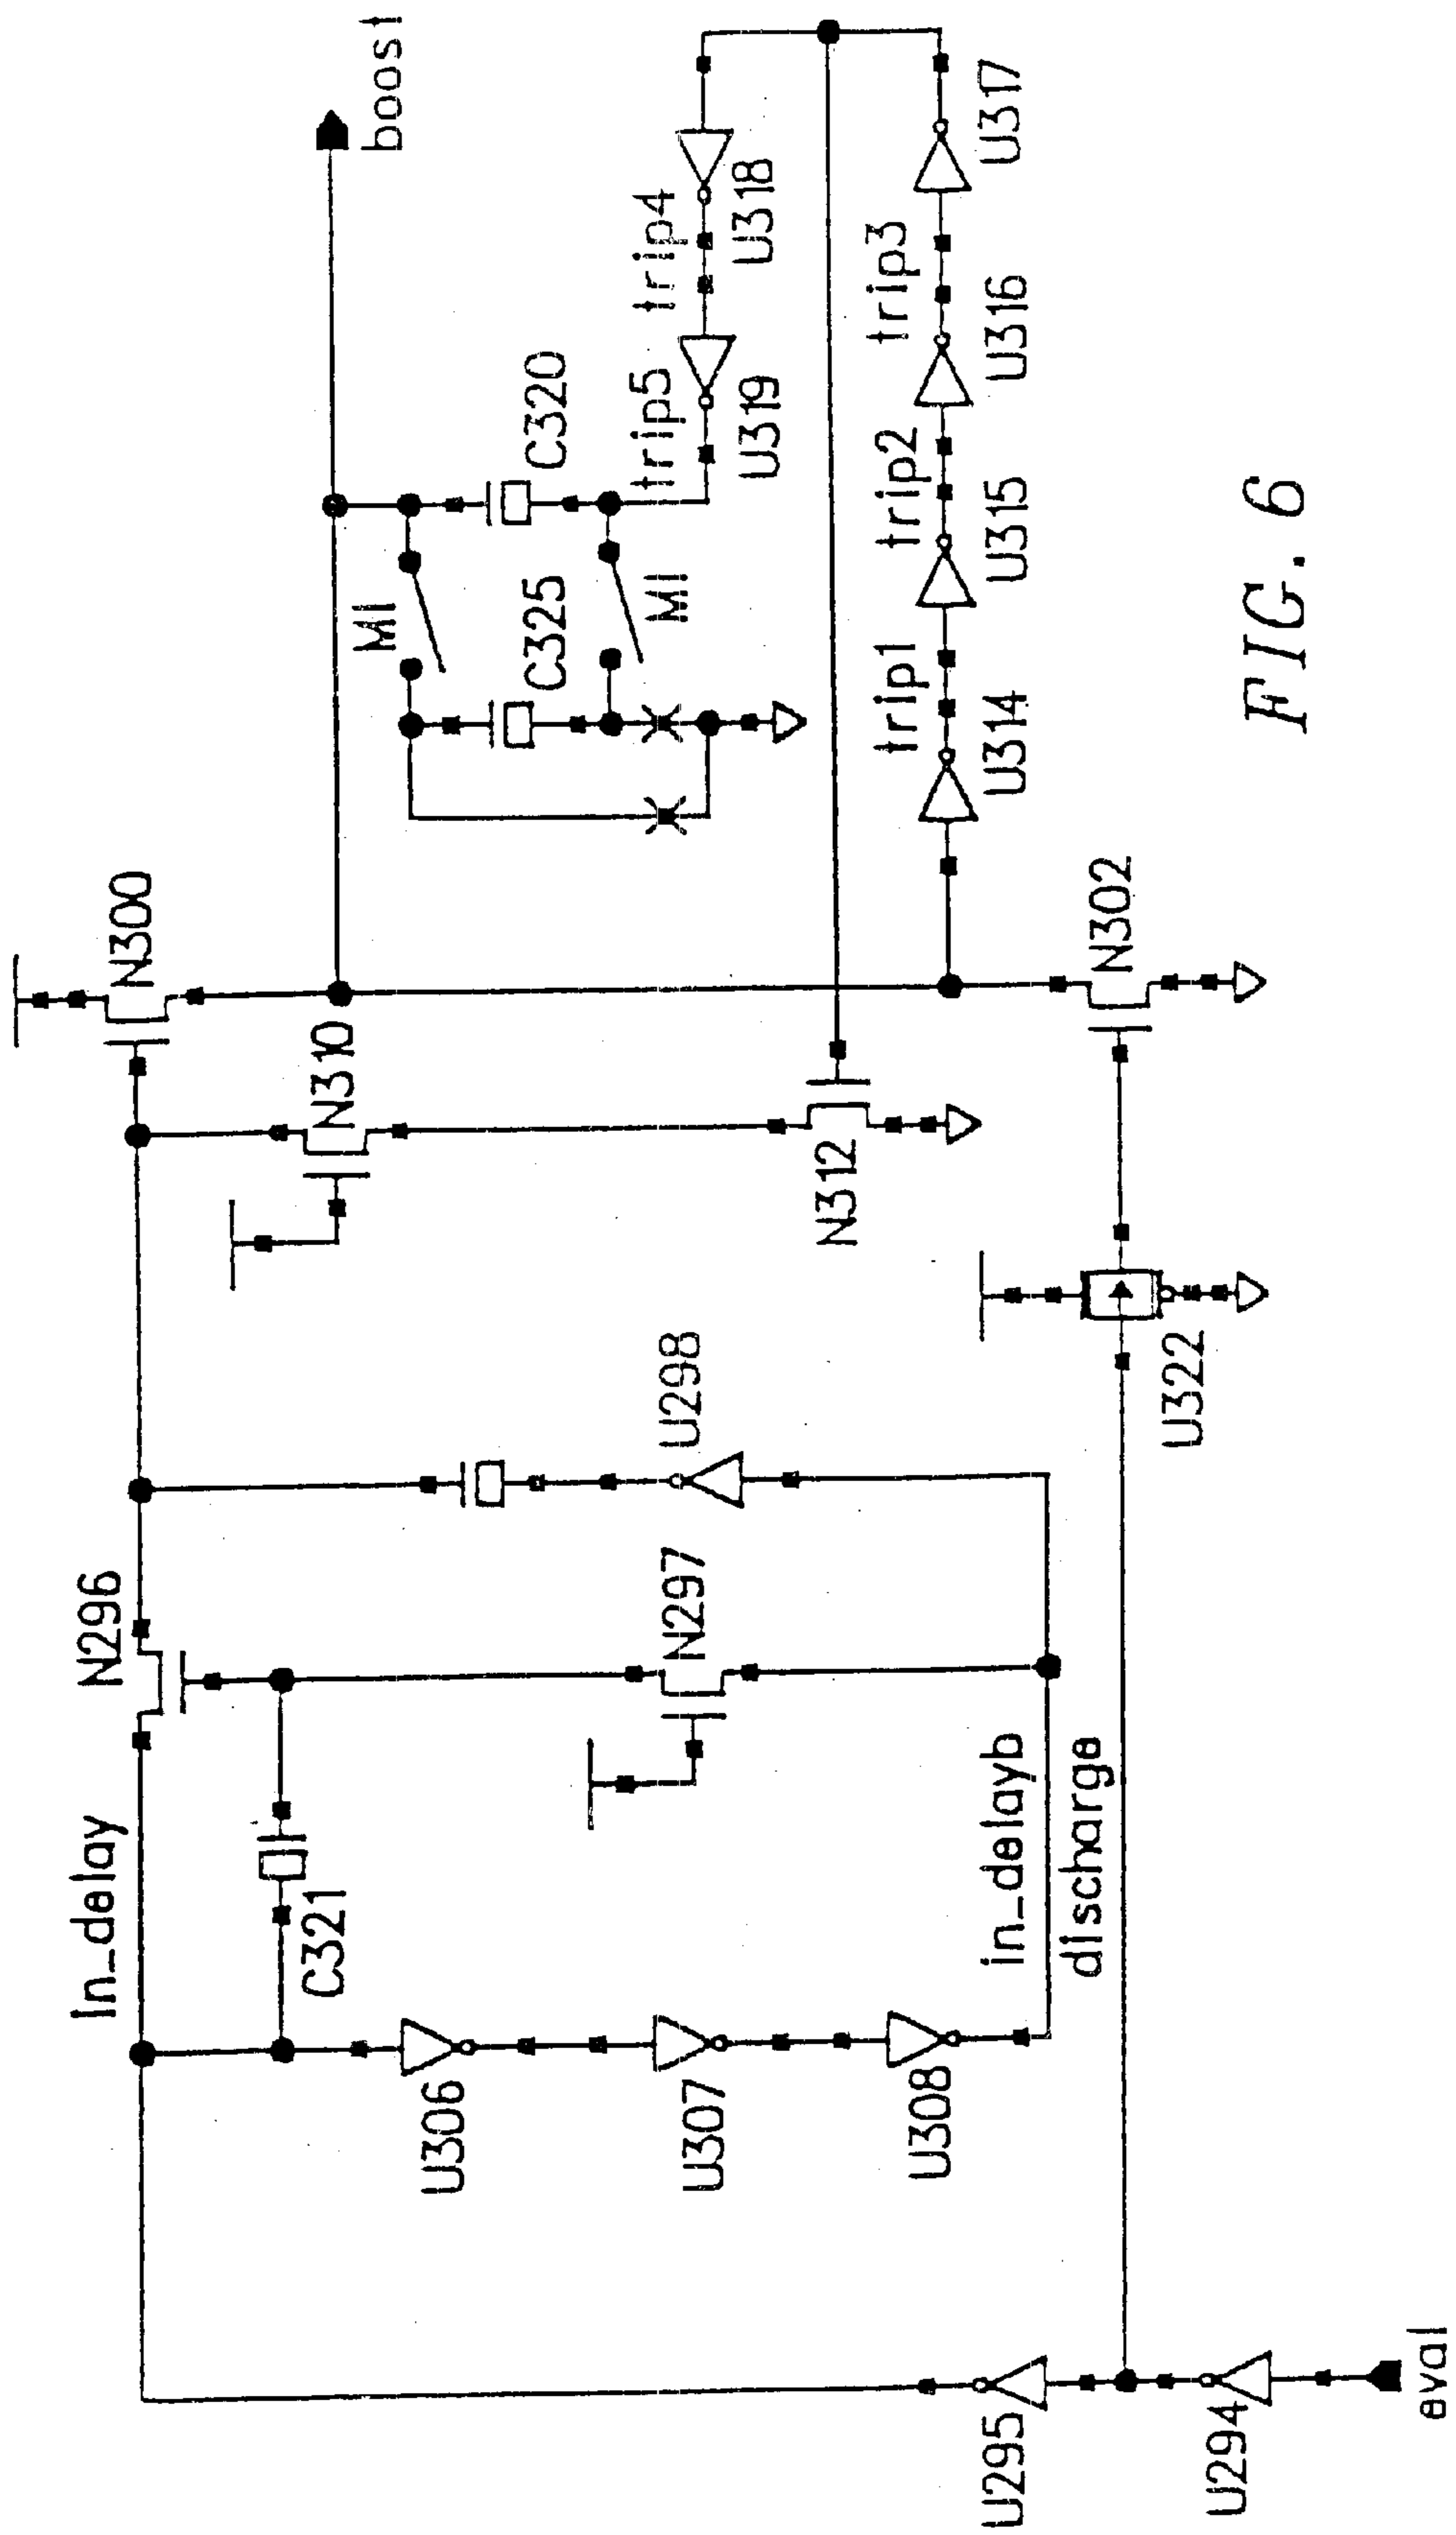 in_delay
N296
N300
boost
C321
N310
MI
C325
C320
U306
U307
U308
N297
U298
MI
trip5
trip4
U319
U318
N312
trip1
trip2
trip3
U314
U315
U316
U317
in_delayb
discharge
U322
N302
U295
U294
eval
FIG. 6